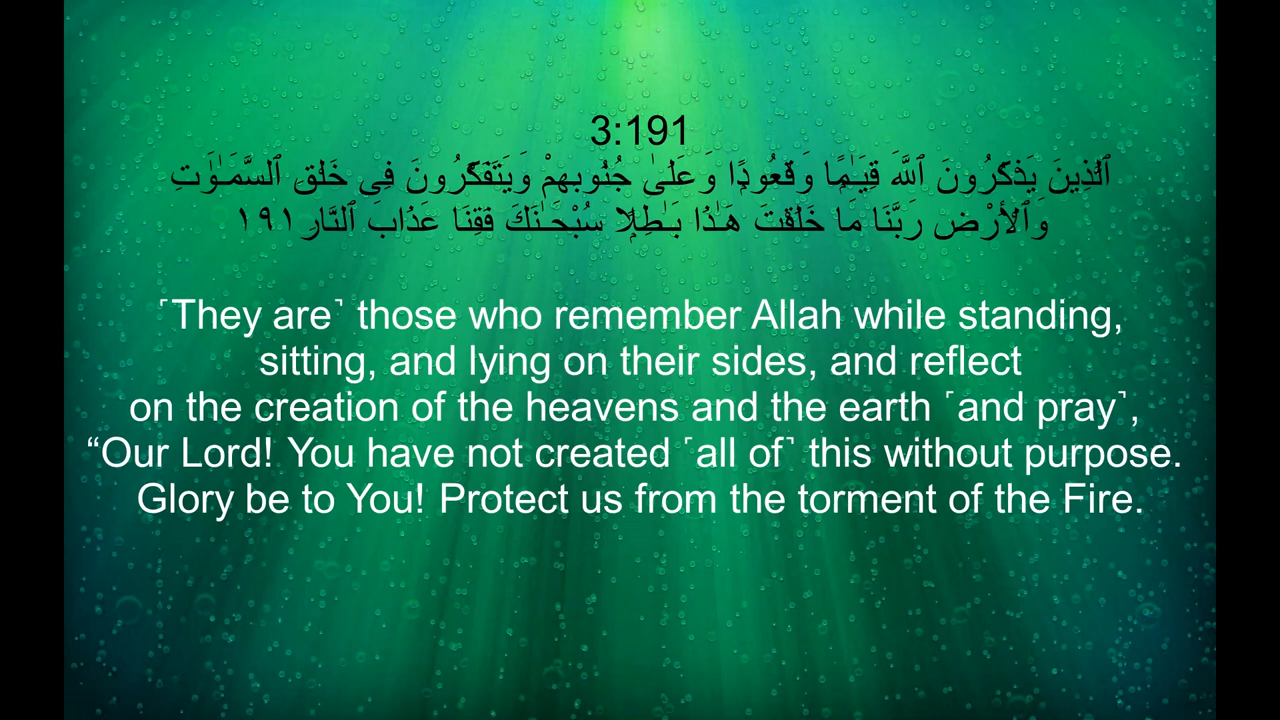 3:191
ٱلَّذِينَ يَذْكُرُونَ ٱللَّهَ قِيَـٰمًا وَقُعُودًا وَعَلَىٰ جُنُوبِهِمْ وَيَتَفَكَّرُونَ فِى خَلْقِ ٱلسَّمَـٰوَٰتِ
وَٱلْأَرْضِ رَبَّنَا مَا خَلَقْتَ هَـٰذَا بَـٰطِلًا سُبْحَـٰنَكَ فَقِنَا عَذَابَ ٱلنَّارِ ١٩١
˹They are˺ those who remember Allah while standing,
sitting, and lying on their sides, and reflect
on the creation of the heavens and the earth ˹and pray˺,
“Our Lord! You have not created ˹all of˺ this without purpose.
Glory be to You! Protect us from the torment of the Fire.